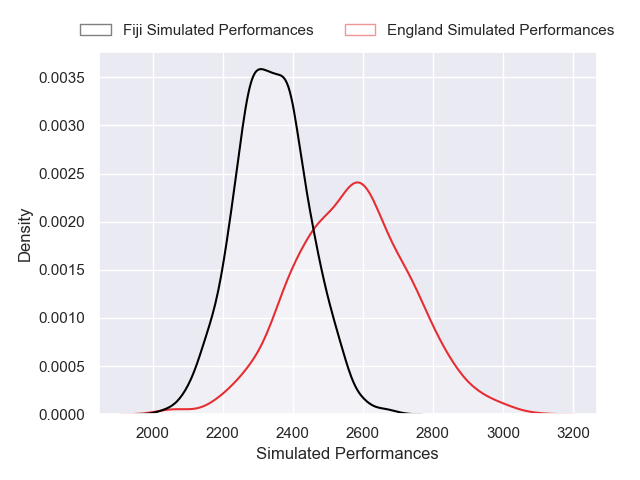 Fiji Simulated Performances England Simulated Performances
0.0035
0.0030
0.0025
0.0020
0.0015
0.0010
0.0005
0.0000
Density
2000 2200 2400 2600 2800 3000 3200
Simulated Performances